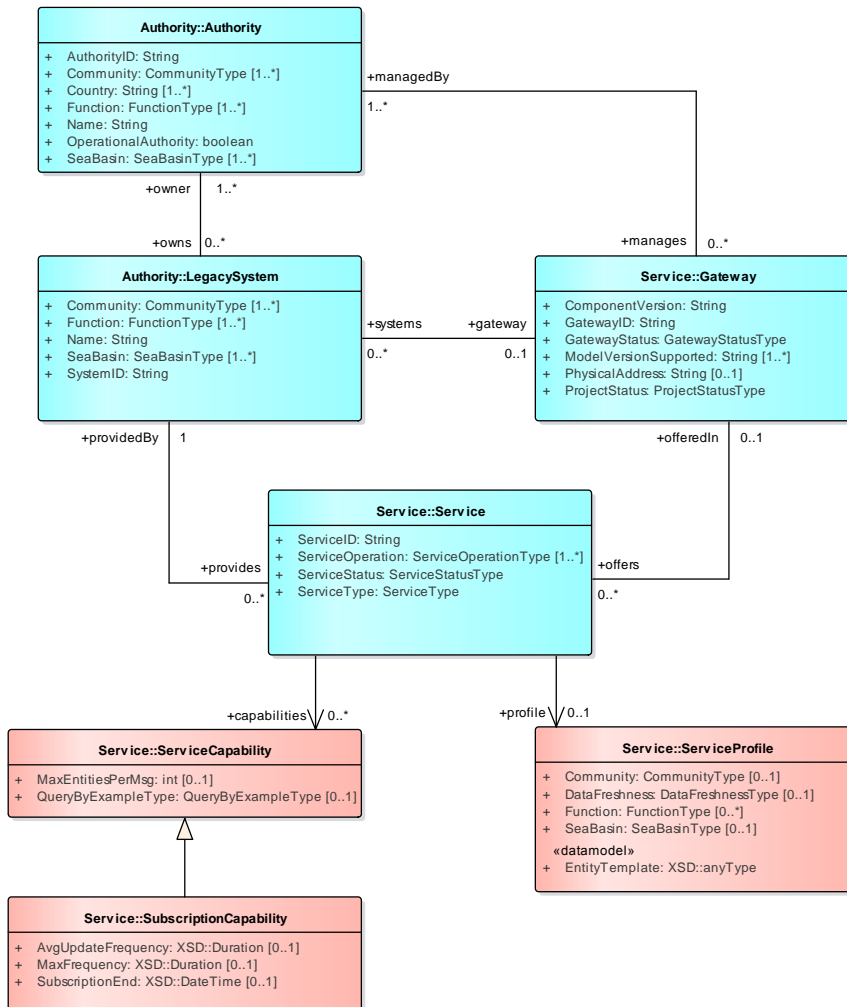 Authority::Authority
+ AuthorityID: String
+ Community: CommunityType [1..*]
+ Country: String [1..*]
+ Function: FunctionType [1..*]
+ Name: String
+ OperationalAuthority: boolean
+ SeaBasin: SeaBasinType [1..*]
+managedBy
1..*
+owner 1..*
+owns 0..*
+manages 0..*
Authority::LegacySystem
+ Community: CommunityType [1..*]
+ Function: FunctionType [1..*]
+ Name: String
+ SeaBasin: SeaBasinType [1..*]
+ SystemID: String
+systems
0..*
+gateway
0..1
Service::Gateway
+ ComponentVersion: String
+ GatewayID: String
+ GatewayStatus: GatewayStatusType
+ ModelVersionSupported: String [1..*]
+ PhysicalAddress: String [0..1]
+ ProjectStatus: ProjectStatusType
+providedBy 1
+offeredIn 0..1
Service::Service
+ ServiceID: String
+ ServiceOperation: ServiceOperationType [1..*]
+ ServiceStatus: ServiceStatusType
+ ServiceType: ServiceType
+provides
0..*
+offers
0..*
+capabilities 0..*
+profile 0..1
Service::ServiceCapability
+ MaxEntitiesPerMsg: int [0..1]
+ QueryByExampleType: QueryByExampleType [0..1]
Service::ServiceProfile
+ Community: CommunityType [0..1]
+ DataFreshness: DataFreshnessType [0..1]
+ Function: FunctionType [0..*]
+ SeaBasin: SeaBasinType [0..1]
«datamodel»
+ EntityTemplate: XSD::anyType
Service::SubscriptionCapability
+ AvgUpdateFrequency: XSD::Duration [0..1]
+ MaxFrequency: XSD::Duration [0..1]
+ SubscriptionEnd: XSD::DateTime [0..1]